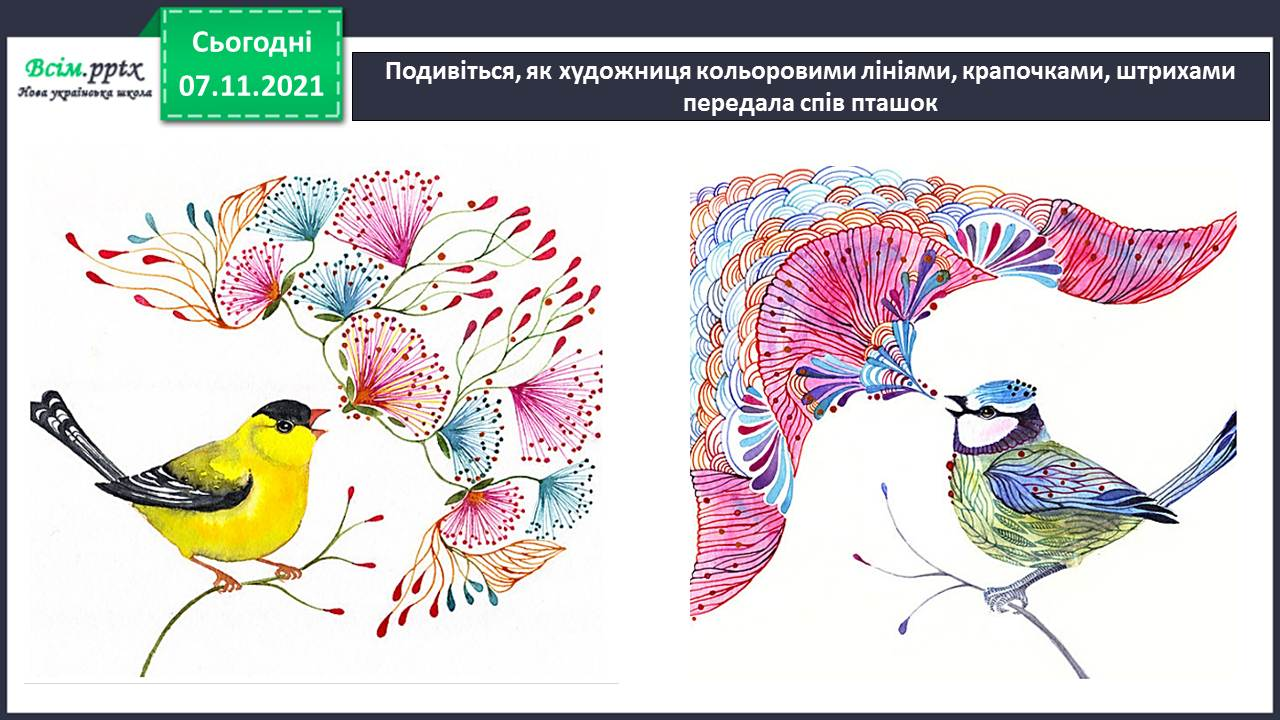 Всім.pptx
Нова українська школа
Сьогодні
07.11.2021
Подивіться, як художниця кольоровими лініями, крапочками, штрихами
передала спів пташок